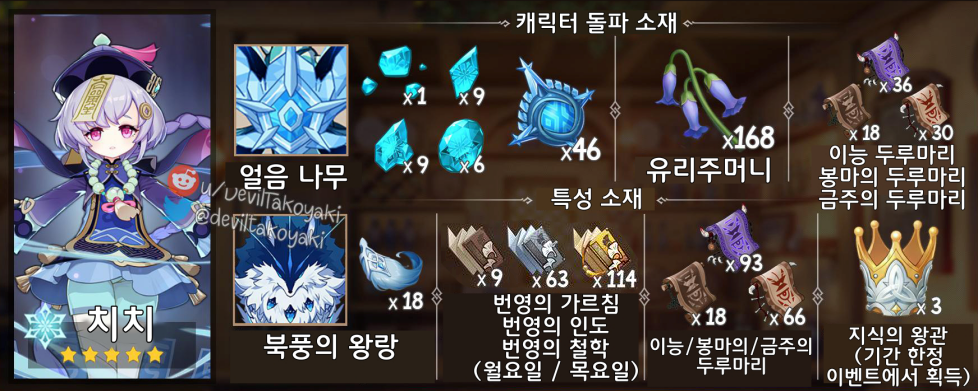 캐릭터 돌파 소재
x1
x9
x9
x6
x46
x168
x36
x18
x30
얼음 나무
유리주머니
이능 두루마리
봉마의 두루마리
금주의 두루마리
u/deviltakoyaki
@deviltakoyaki
특성 소재
x18
x9
x63
x114
x93
x18
x66
x3
북풍의 왕랑
번영의 가르침
번영의 인도
번영의 철학
(월요일 / 목요일)
이능/봉마의/금주의
두루마리
지식의 왕관
(기간 한정
이벤트에서 획득)
치치